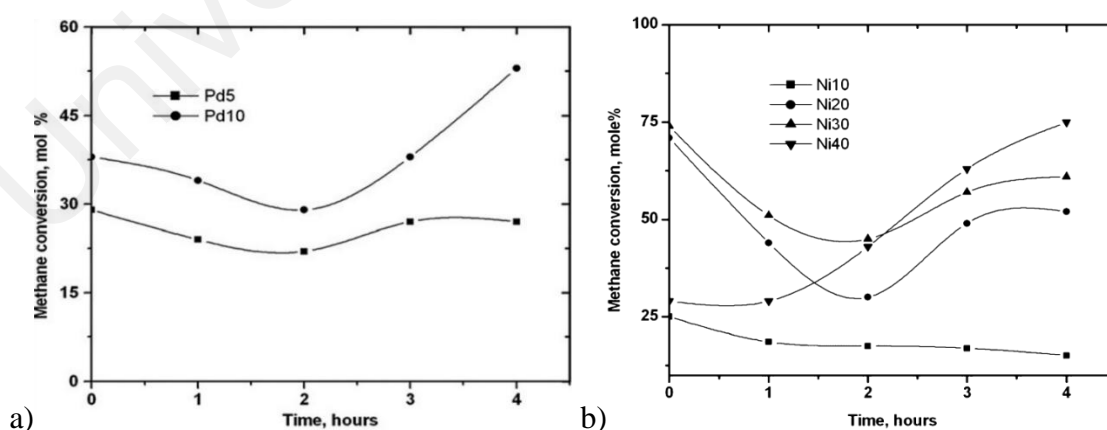 Unive
60
45
30
15
0
Methane conversion, mol %
Pd5
Pd10
0 1 2 3 4
Time, hours
a)
100
75
50
25
Methane conversion, mole%
Ni10
Ni20
Ni30
Ni40
0 1 2 3 4
Time, hours
b)